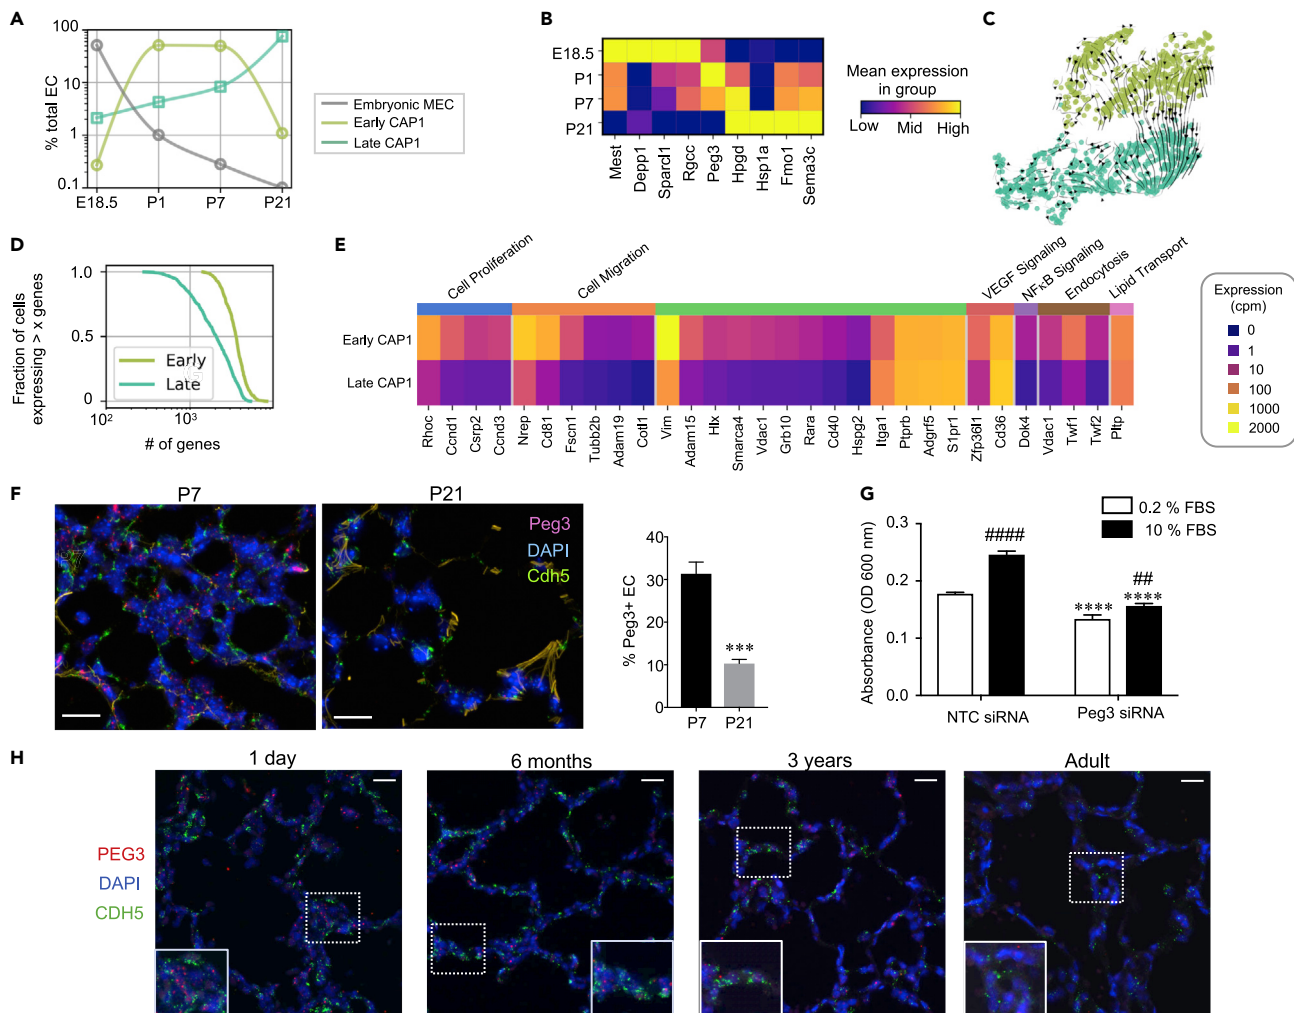 A
100
10
1
0.1
% total EC
E18.5 P1 P7 P21
Embryonic MEC
Early CAP1
Late CAP1
B
E18.5
P1
P7
P21
Mest
Depp1
Spard1
Rgcc
Peg3
Hpgd
Hsp1a
Fmo1
Sema3c
Mean expression
in group
Low Mid High
C
D
Fraction of cells
expressing > x genes
1.0
0.5
0
10² 10³
# of genes
Early
Late
E
Cell Proliferation
Cell Migration
VEGF Signaling
NFκB Signaling
Endocytosis
Lipid Transport
Early CAP1
Late CAP1
Rhoc
Ccnd1
Csrp2
Ccnd3
Nrep
Cd81
Fscn1
Tubb2b
Adam19
Cotl1
Vim
Adam15
Hlx
Smarca4
Vdac1
Grb10
Rara
Cd40
Hspg2
Itga1
Ptprb
Adgrf5
S1pr1
Zfp36l1
Cd36
Dok4
Vdac1
Twf1
Twf2
Pltp
Expression
(cpm)
0
1
10
100
1000
2000
F
P7
P21
Peg3
DAPI
Cdh5
% Peg3+ EC
40
30
20
10
0
***
P7 P21
G
0.2 % FBS
10 % FBS
Absorbance (OD 600 nm)
0.3
0.2
0.1
0.0
####
****
##
****
NTC siRNA Peg3 siRNA
H
1 day
6 months
3 years
Adult
PEG3
DAPI
CDH5